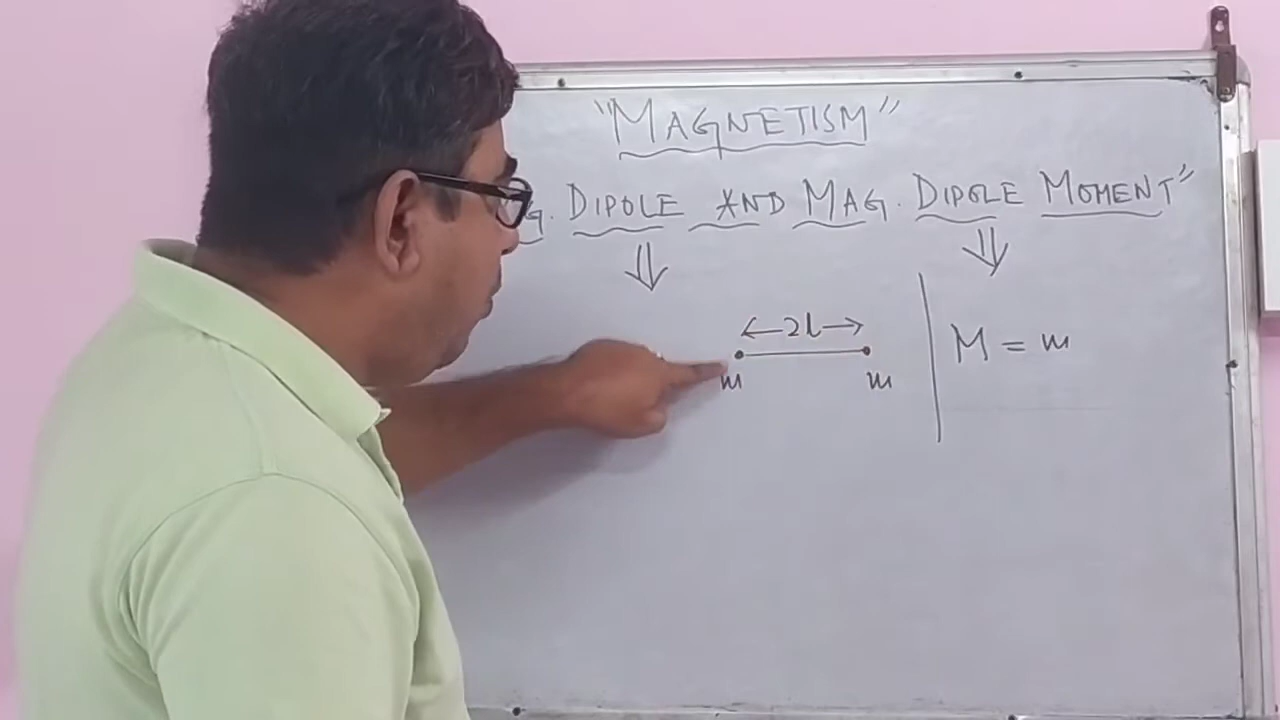 "MAGNETISM"
G. DIPOLE AND MAG. DIPOLE MOMENT"
2l
M = m
m m